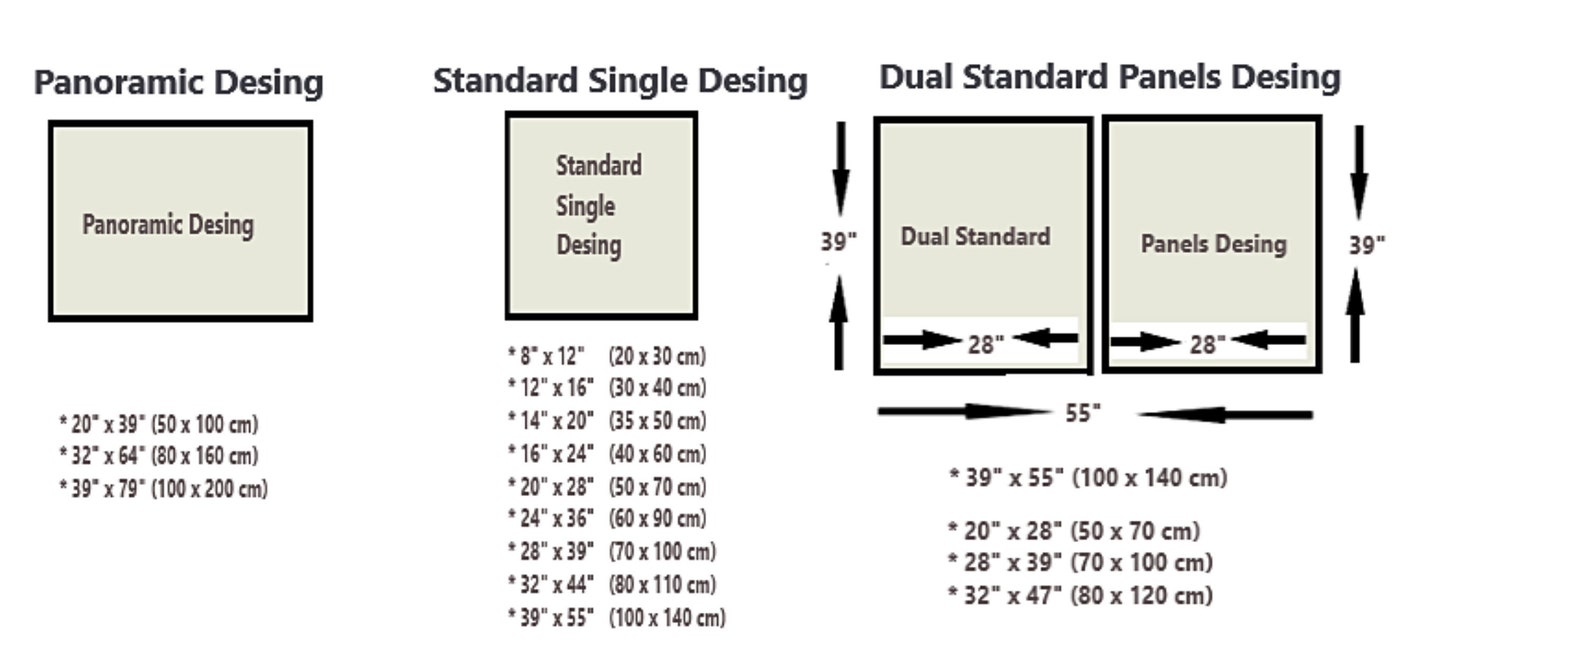 Panoramic Desing
Panoramic Desing
* 20" x 39" (50 x 100 cm)
* 32" x 64" (80 x 160 cm)
* 39" x 79" (100 x 200 cm)
Standard Single Desing
Standard
Single
Desing
* 8" x 12" (20 x 30 cm)
* 12" x 16" (30 x 40 cm)
* 14" x 20" (35 x 50 cm)
* 16" x 24" (40 x 60 cm)
* 20" x 28" (50 x 70 cm)
* 24" x 36" (60 x 90 cm)
* 28" x 39" (70 x 100 cm)
* 32" x 44" (80 x 110 cm)
* 39" x 55" (100 x 140 cm)
Dual Standard Panels Desing
39"
Dual Standard
Panels Desing
39"
28"
28"
55"
* 39" x 55" (100 x 140 cm)
* 20" x 28" (50 x 70 cm)
* 28" x 39" (70 x 100 cm)
* 32" x 47" (80 x 120 cm)